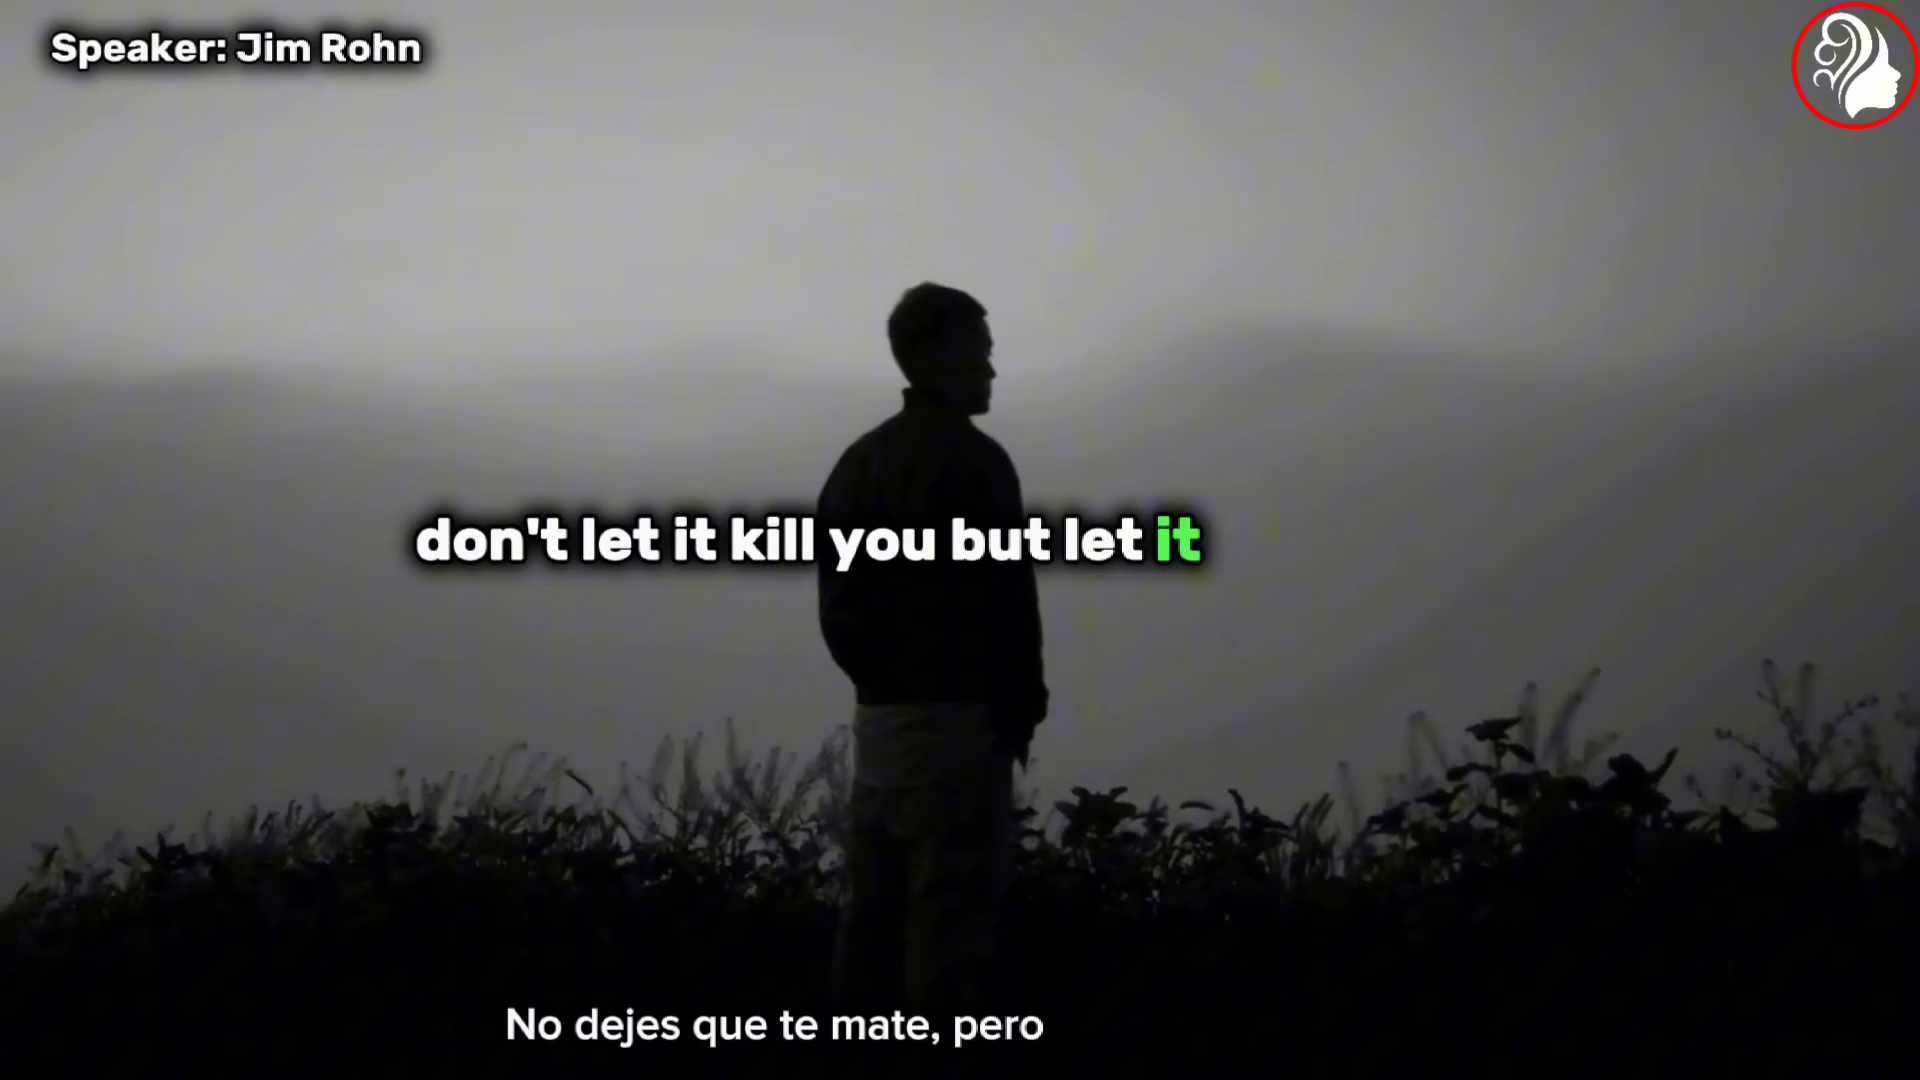 Speaker: Jim Rohn
don't let it kill you but let it
No dejes que te mate, pero